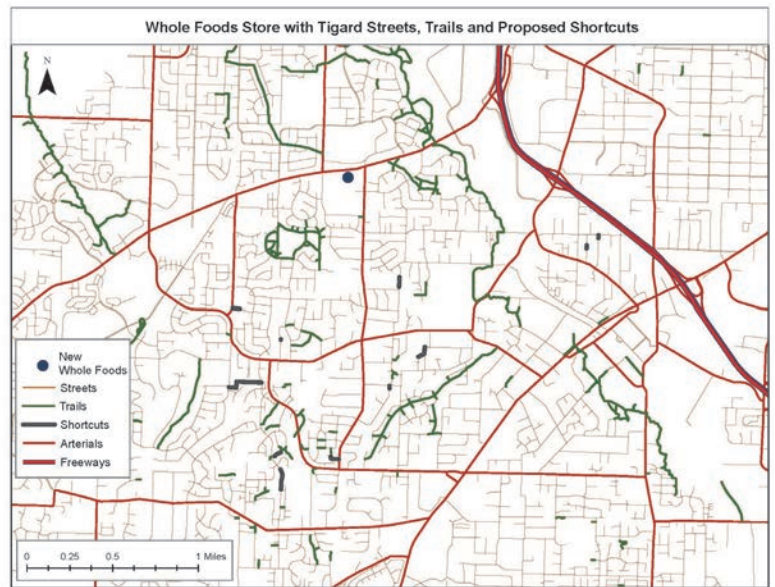 Whole Foods Store with Tigard Streets, Trails and Proposed Shortcuts
N
New
Whole Foods
Streets
Trails
Shortcuts
Arterials
Freeways
0 0.25 0.5 1 Miles